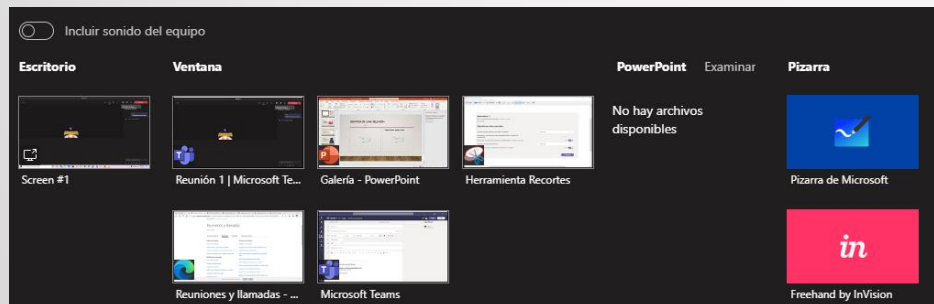 Incluir sonido del equipo
Escritorio
Ventana
PowerPoint
Examinar
Pizarra
No hay archivos
disponibles
Screen #1
Reunión 1 | Microsoft Te...
Galería - PowerPoint
Herramienta Recortes
Pizarra de Microsoft
in
Reuniones y llamadas - ...
Microsoft Teams
Freehand by InVision